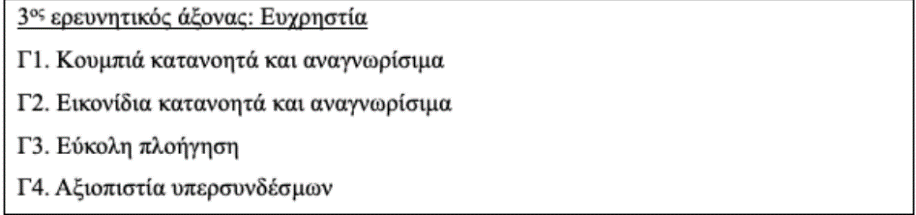 3ος ερευνητικός άξονας: Ευχρηστία
Γ1. Κουμπιά κατανοητά και αναγνωρίσιμα
Γ2. Εικονίδια κατανοητά και αναγνωρίσιμα
Γ3. Εύκολη πλοήγηση
Γ4. Αξιοπιστία υπερσυνδέσμων